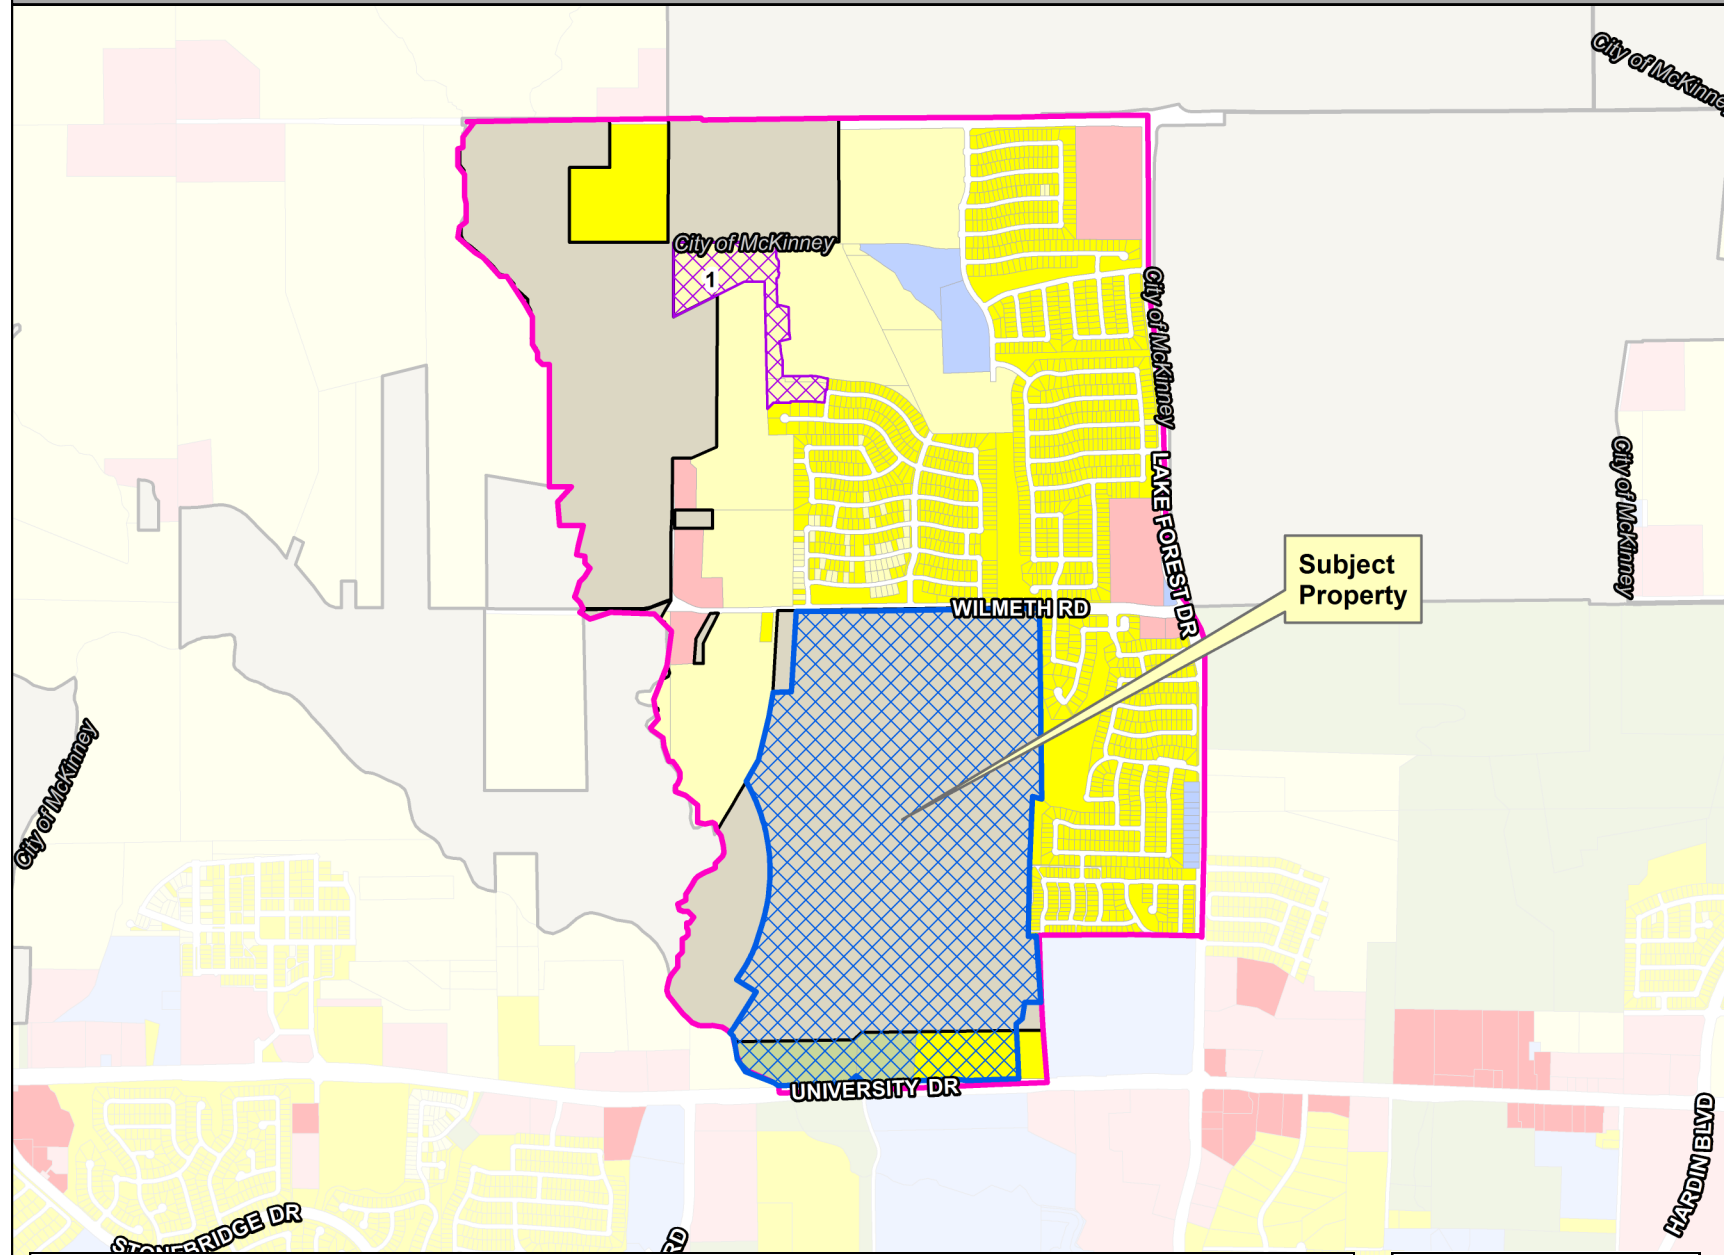 City of McKinney
City of McKinney
1
City of McKinney
LAKE FOREST DR
City of McKinney
Subject
Property
WILMETH RD
City of McKinney
UNIVERSITY DR
HARDIN BLVD
STONEBRIDGE DR
RD